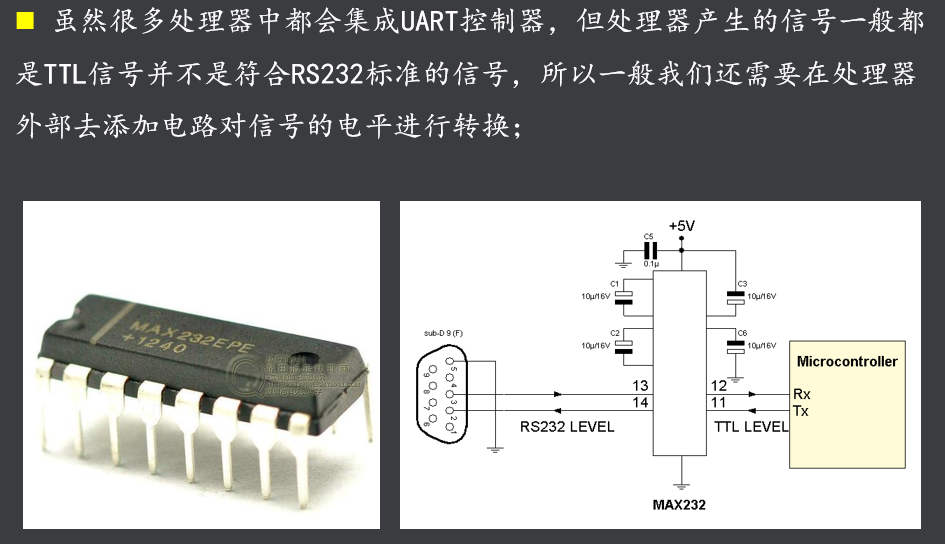 虽然很多处理器中都会集成UART控制器，但处理器产生的信号一般都
是TTL信号并不是符合RS232标准的信号，所以一般我们还需要在处理器
外部去添加电路对信号的电平进行转换；
MAX232EPE
+1240
+5V
C5
0.1µ
C1
10µ/16V
C3
10µ/16V
C2
10µ/16V
C6
10µ/16V
sub-D 9 (F)
5
9
4
8
3
7
2
6
1
13
14
RS232 LEVEL
12
11
TTL LEVEL
Microcontroller
Rx
Tx
MAX232